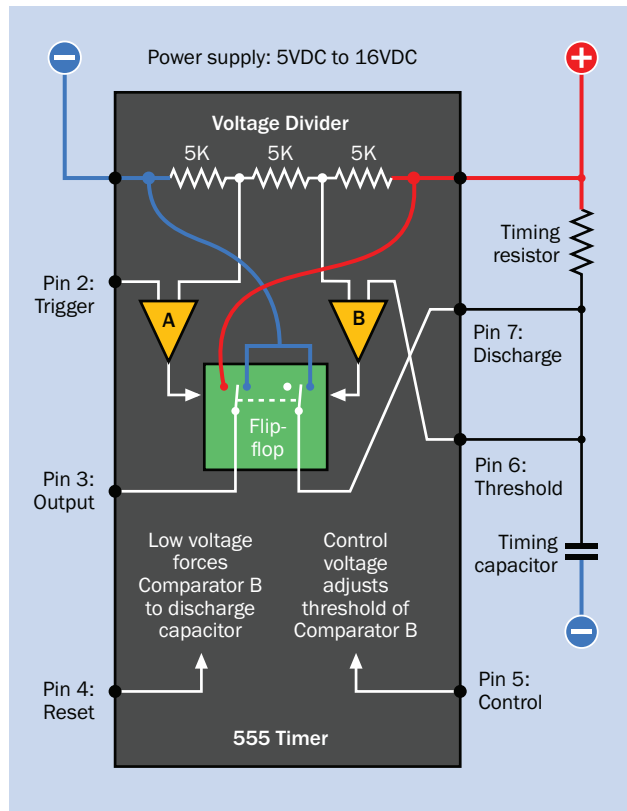 Power supply: 5VDC to 16VDC
Voltage Divider
5K 5K 5K
Timing
resistor
Pin 2:
Trigger
A
B
Pin 7:
Discharge
Flip-
flop
Pin 3:
Output
Pin 6:
Threshold
Timing
capacitor
Low voltage
forces
Comparator B
to discharge
capacitor
Control
voltage
adjusts
threshold of
Comparator B
Pin 4:
Reset
Pin 5:
Control
555 Timer